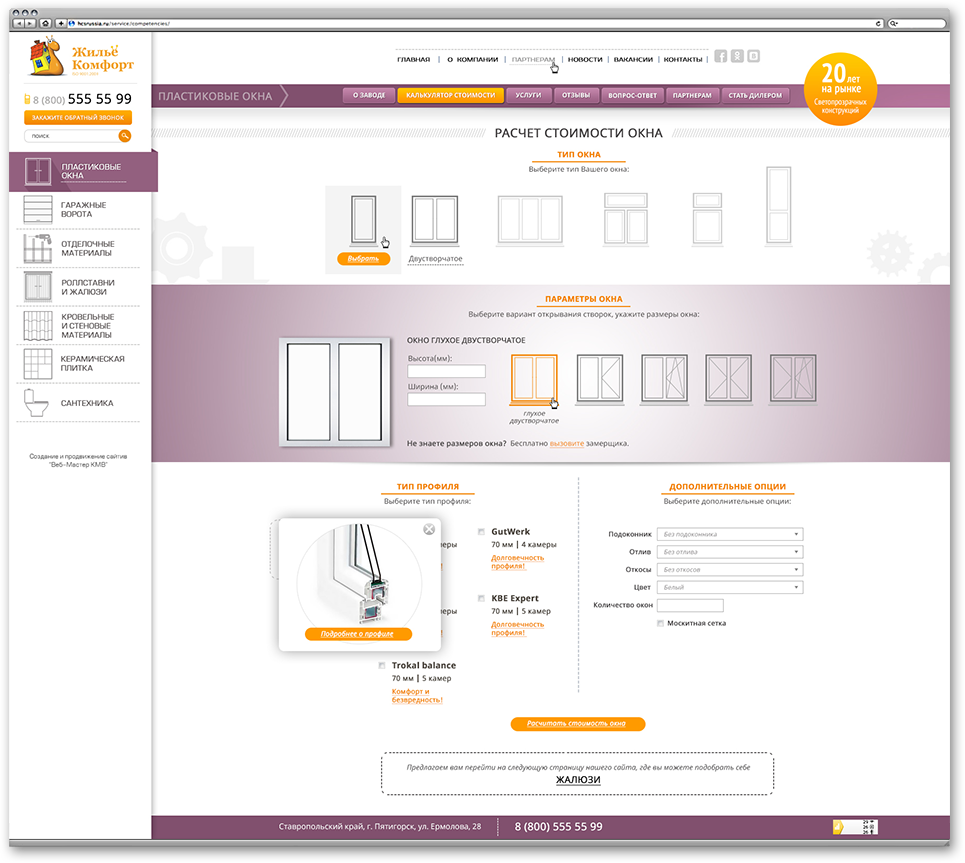 hcsrussia.ru/service/competencies/
Жильё
Комфорт
8 (800) 555 55 99
ЗАКАЖИТЕ ОБРАТНЫЙ ЗВОНОК
поиск
ПЛАСТИКОВЫЕ
ОКНА
ГАРАЖНЫЕ
ВОРОТА
ОТДЕЛОЧНЫЕ
МАТЕРИАЛЫ
РОЛЛСТАВНИ
И ЖАЛЮЗИ
КРОВЕЛЬНЫЕ
И СТЕНОВЫЕ
МАТЕРИАЛЫ
КЕРАМИЧЕСКАЯ
ПЛИТКА
САНТЕХНИКА
Создание и продвижение сайтив
"Веб-Мастер КМВ"
ГЛАВНАЯ | О КОМПАНИИ | ПАРТНЕРАМ | НОВОСТИ | ВАКАНСИИ | КОНТАКТЫ |
20 лет
на рынке
Светопрозрачных
конструкций
ПЛАСТИКОВЫЕ ОКНА
О ЗАВОДЕ КАЛЬКУЛЯТОР СТОИМОСТИ УСЛУГИ ОТЗЫВЫ ВОПРОС-ОТВЕТ ПАРТНЕРАМ СТАТЬ ДИЛЕРОМ
РАСЧЕТ СТОИМОСТИ ОКНА
ТИП ОКНА
Выберите тип Вашего окна:
Выбрать
Двустворчатое
ПАРАМЕТРЫ ОКНА
Выберите вариант открывания створок, укажите размеры окна:
ОКНО ГЛУХОЕ ДВУСТВОРЧАТОЕ
Высота(мм):
Ширина (мм):
глухое
двустворчатое
Не знаете размеров окна? Бесплатно вызовите замерщика.
ТИП ПРОФИЛЯ
Выберите тип профиля:
Подробнее о профиле
еры
еры
GutWerk
70 мм | 4 камеры
Долговечность
профиля!
KBE Expert
70 мм | 5 камер
Долговечность
профиля!
Trokal balance
70 мм | 5 камер
Комфорт и
безвредность!
ДОПОЛНИТЕЛЬНЫЕ ОПЦИИ
Выберите дополнительные опции:
Подоконник Без подоконника
Отлив Без отлива
Откосы Без откосов
Цвет Белый
Количество окон
Москитная сетка
Расчитать стоимость окна
Предлагаем вам перейти на следующую страницу нашего сайта, где вы можете подобрать себе
ЖАЛЮЗИ
Ставропольский край, г. Пятигорск, ул. Ермолова, 28
8 (800) 555 55 99